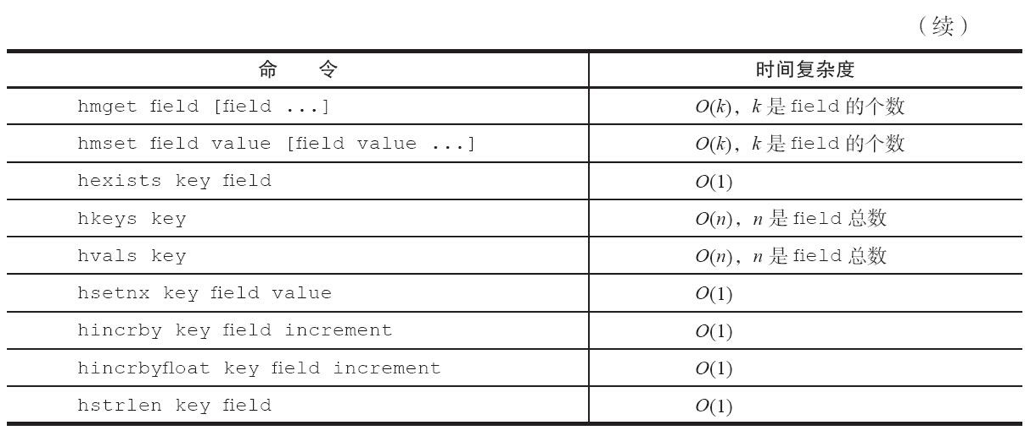 （续）
命 令 时间复杂度
hmget field [field ...] O(k)，k 是 field 的个数
hmset field value [field value ...] O(k)，k 是 field 的个数
hexists key field O(1)
hkeys key O(n)，n 是 field 总数
hvals key O(n)，n 是 field 总数
hsetnx key field value O(1)
hincrby key field increment O(1)
hincrbyfloat key field increment O(1)
hstrlen key field O(1)